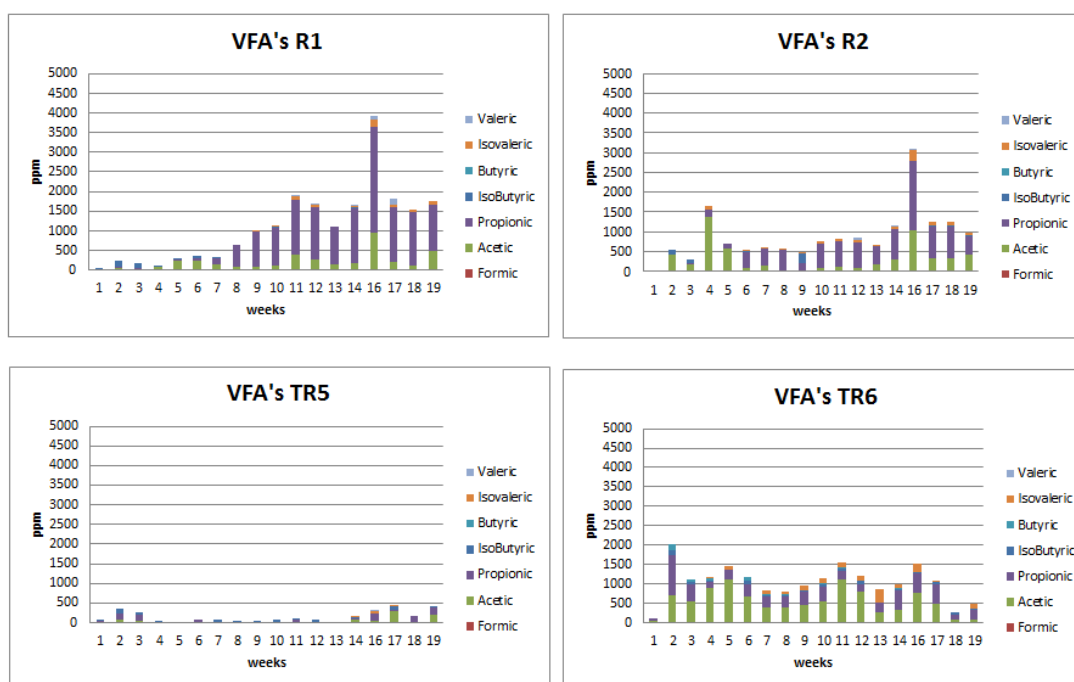 VFA's R1
5000
4500
4000
3500
3000
2500
2000
1500
1000
500
0
ppm
1 2 3 4 5 6 7 8 9 10 11 12 13 14 16 17 18 19
weeks
Valeric
Isovaleric
Butyric
IsoButyric
Propionic
Acetic
Formic
VFA's R2
5000
4500
4000
3500
3000
2500
2000
1500
1000
500
0
ppm
1 2 3 4 5 6 7 8 9 10 11 12 13 14 16 17 18 19
weeks
Valeric
Isovaleric
Butyric
IsoButyric
Propionic
Acetic
Formic
VFA's TR5
5000
4500
4000
3500
3000
2500
2000
1500
1000
500
0
ppm
1 2 3 4 5 6 7 8 9 10 11 12 13 14 16 17 18 19
weeks
Valeric
Isovaleric
Butyric
IsoButyric
Propionic
Acetic
Formic
VFA's TR6
5000
4500
4000
3500
3000
2500
2000
1500
1000
500
0
ppm
1 2 3 4 5 6 7 8 9 10 11 12 13 14 16 17 18 19
weeks
Valeric
Isovaleric
Butyric
IsoButyric
Propionic
Acetic
Formic